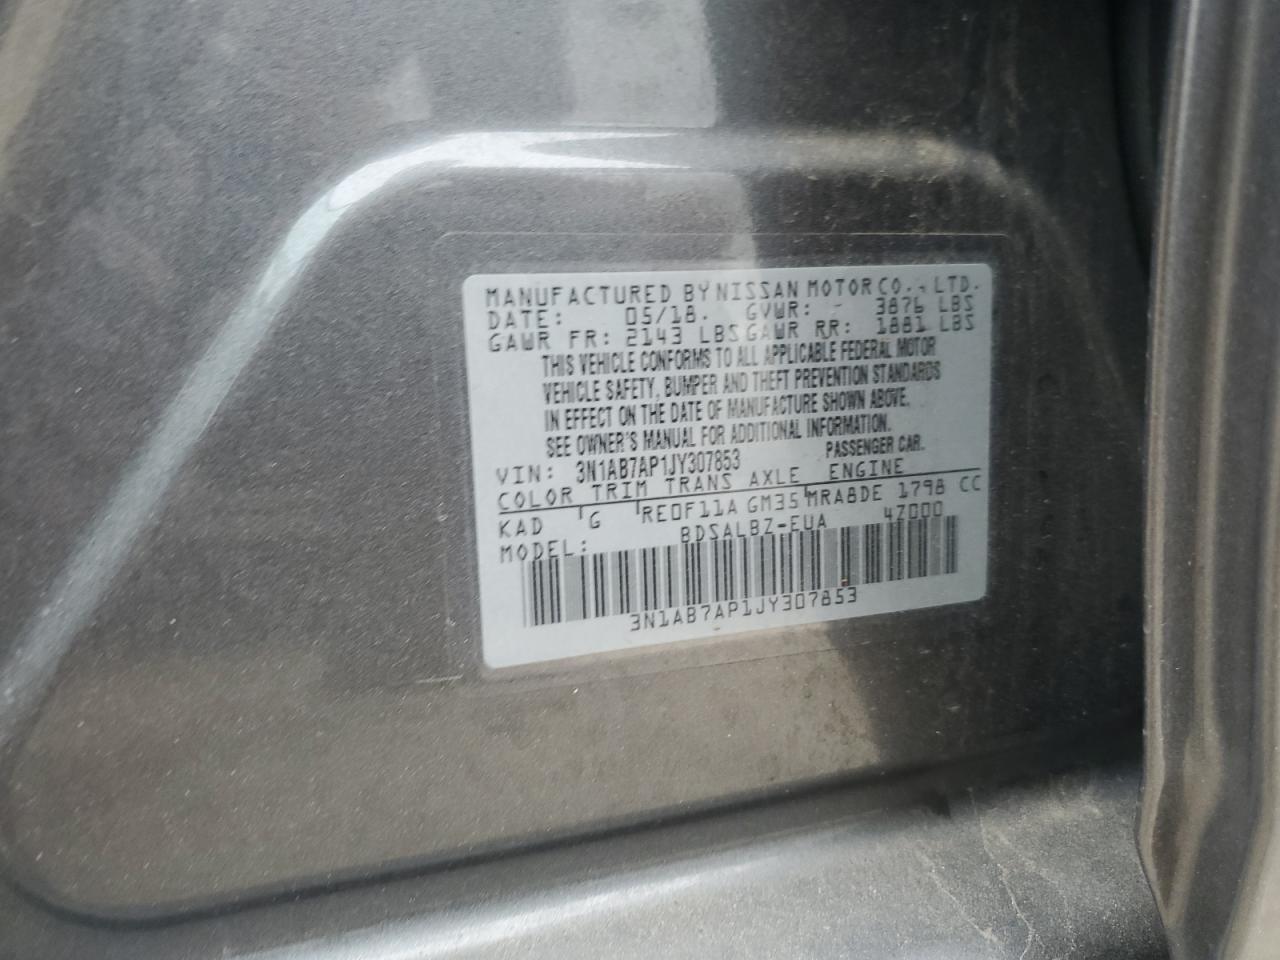 MANUFACTURED BY NISSAN MOTOR CO., LTD.
DATE: 05/18. GVWR: - 3876 LBS
GAWR FR: 2143 LBS GAWR RR: 1881 LBS
THIS VEHICLE CONFORMS TO ALL APPLICABLE FEDERAL MOTOR
VEHICLE SAFETY, BUMPER AND THEFT PREVENTION STANDARDS
IN EFFECT ON THE DATE OF MANUFACTURE SHOWN ABOVE.
SEE OWNER'S MANUAL FOR ADDITIONAL INFORMATION.
VIN: 3N1AB7AP1JY307853 PASSENGER CAR.
COLOR TRIM TRANS AXLE ENGINE
KAD G RE0F11A GM35 MRA8DE 1798 CC
MODEL: BDSALBZ-EUA 47000
3N1AB7AP1JY307853